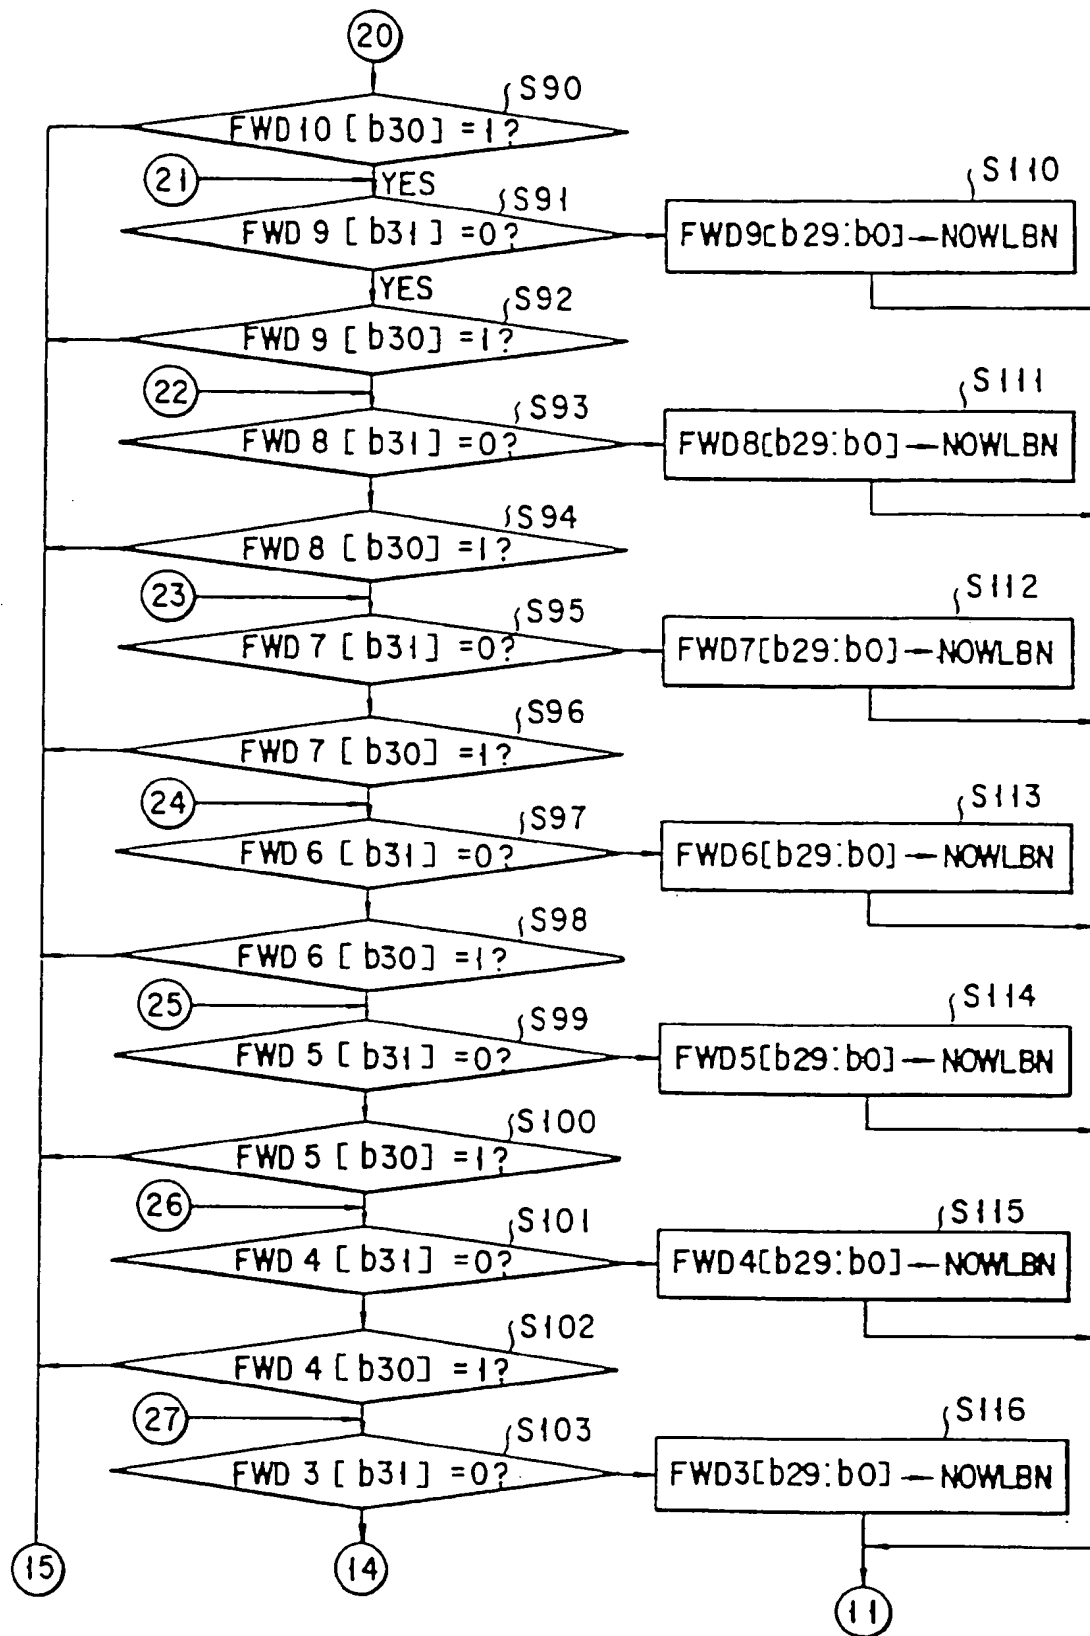 20
S90
FWD10 [b30] =1?
21
YES
S91
S110
FWD 9 [b31] =0?
FWD9[b29:b0] — NOWLBN
YES
S92
FWD 9 [b30] =1?
22
S93
S111
FWD 8 [b31] =0?
FWD8[b29:b0] — NOWLBN
S94
FWD 8 [b30] =1?
23
S95
S112
FWD 7 [b31] =0?
FWD7[b29:b0] — NOWLBN
S96
FWD 7 [b30] =1?
24
S97
S113
FWD 6 [b31] =0?
FWD6[b29:b0] — NOWLBN
S98
FWD 6 [b30] =1?
25
S99
S114
FWD 5 [b31] =0?
FWD5[b29:b0] — NOWLBN
S100
FWD 5 [b30] =1?
26
S101
S115
FWD 4 [b31] =0?
FWD4[b29:b0] — NOWLBN
S102
FWD 4 [b30] =1?
27
S103
S116
FWD 3 [b31] =0?
FWD3[b29:b0] — NOWLBN
15
14
11